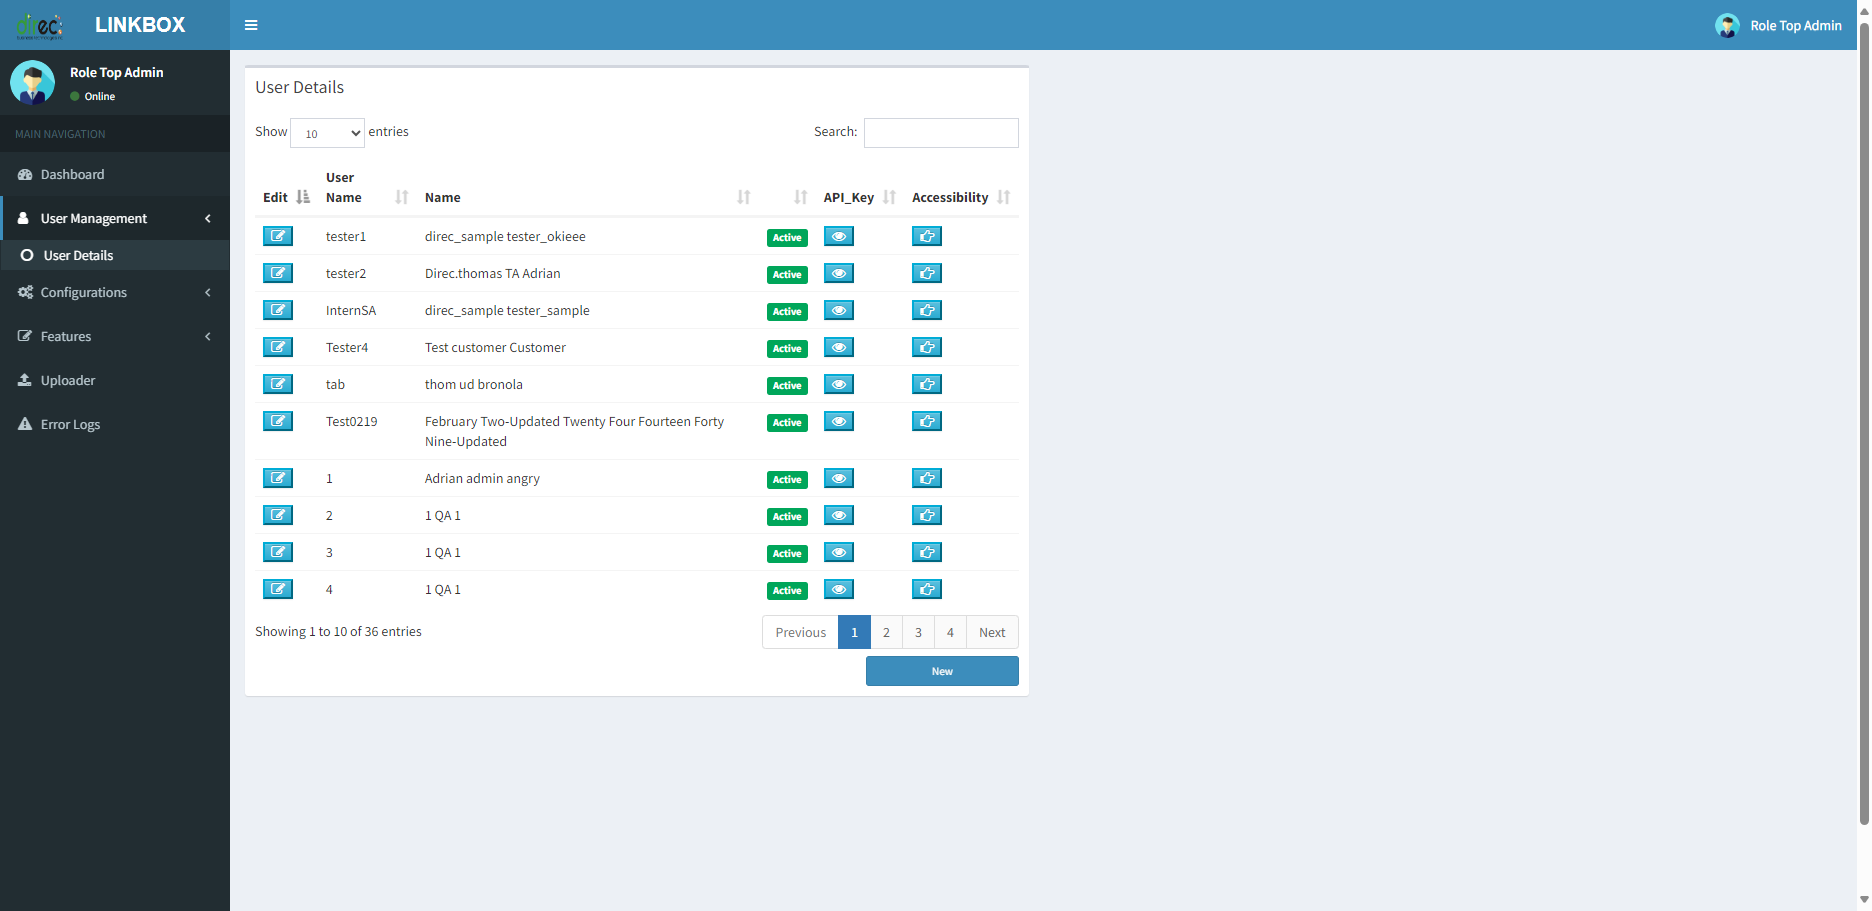 direc
LINKBOX
Role Top Admin
Role Top Admin
Online
MAIN NAVIGATION
Dashboard
User Management
User Details
Configurations
Features
Uploader
Error Logs
User Details
Show 10 entries
Search:
Edit User Name Name API_Key Accessibility
tester1 direc_sample tester_okieee Active
tester2 Direc.thomas TA Adrian Active
InternSA direc_sample tester_sample Active
Tester4 Test customer Customer Active
tab thom ud bronola Active
Test0219 February Two-Updated Twenty Four Fourteen Forty Active
Nine-Updated
1 Adrian admin angry Active
2 1 QA 1 Active
3 1 QA 1 Active
4 1 QA 1 Active
Showing 1 to 10 of 36 entries
Previous 1 2 3 4 Next
New